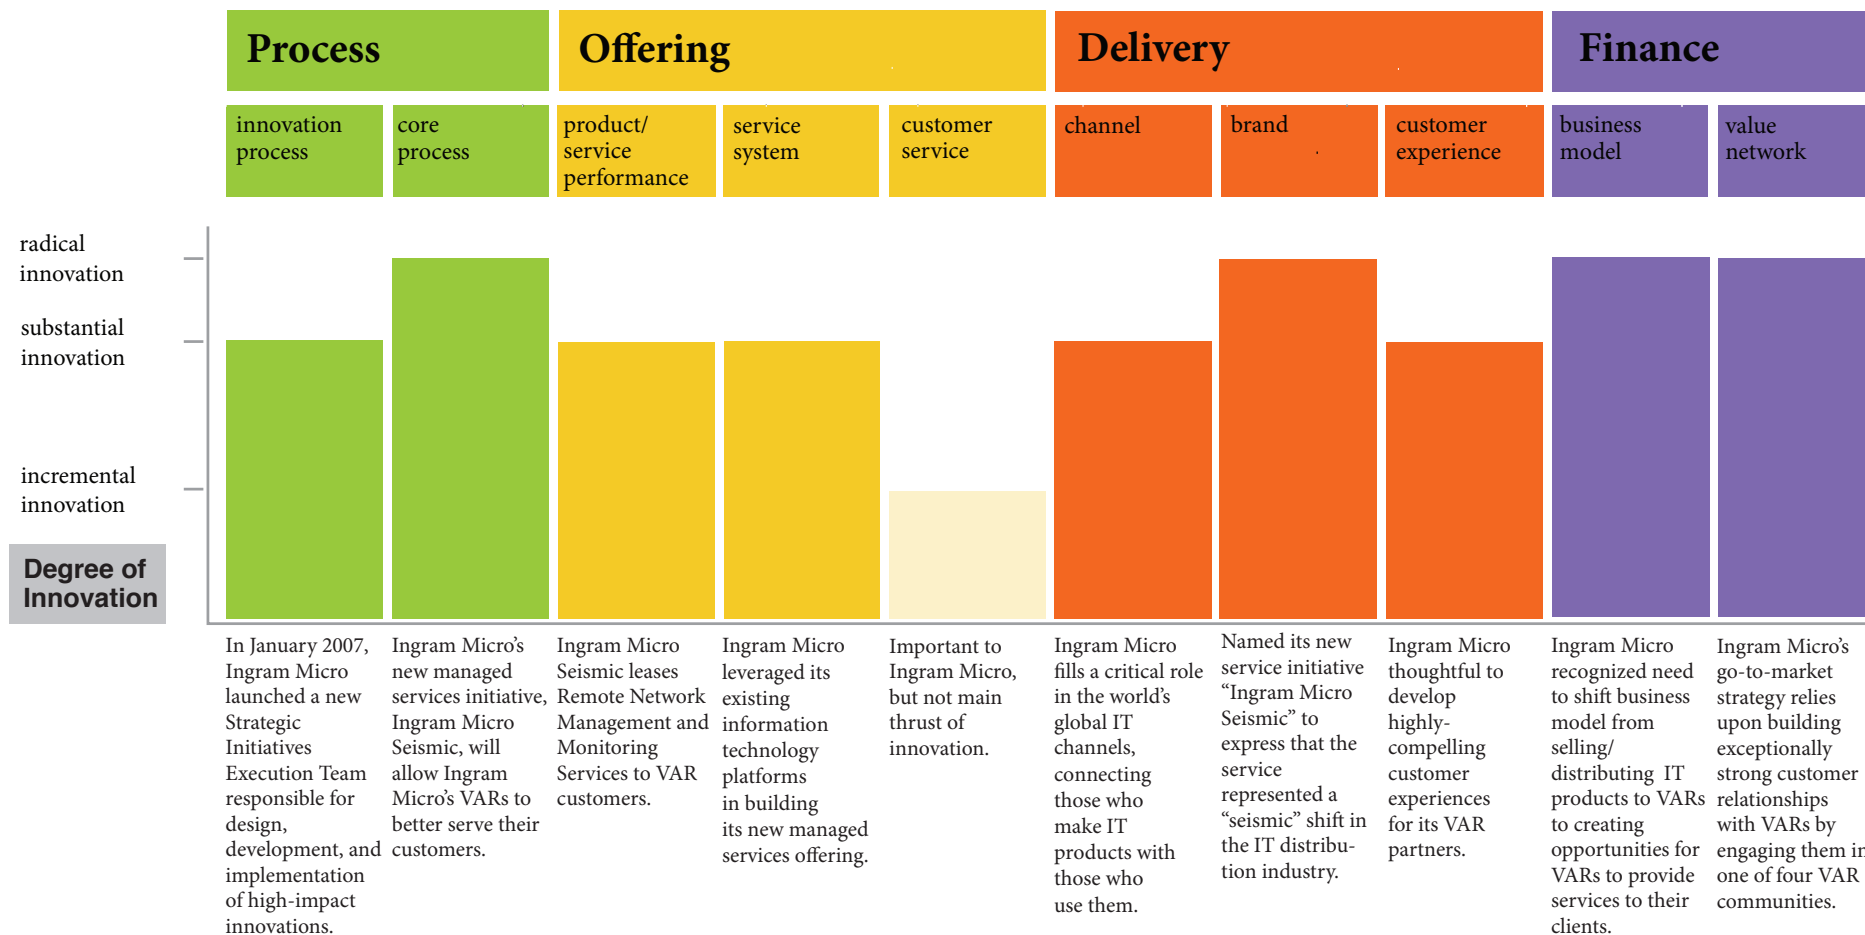 Process
Offering
Delivery
Finance
innovation
process
core
process
product/
service
performance
service
system
customer
service
channel
brand
customer
experience
business
model
value
network
radical
innovation
substantial
innovation
incremental
innovation
Degree of
Innovation
In January 2007,
Ingram Micro
launched a new
Strategic
Initiatives
Execution Team
responsible for
design,
development, and
implementation
of high-impact
innovations.
Ingram Micro’s
new managed
services initiative,
Ingram Micro
Seismic, will
allow Ingram
Micro’s VARs to
better serve their
customers.
Ingram Micro
Seismic leases
Remote Network
Management and
Monitoring
Services to VAR
customers.
Ingram Micro
leveraged its
existing
information
technology
platforms
in building
its new managed
services offering.
Important to
Ingram Micro,
but not main
thrust of
innovation.
Ingram Micro
fills a critical role
in the world’s
global IT
channels,
connecting
those who
make IT
products with
those who
use them.
Named its new
service initiative
“Ingram Micro
Seismic” to
express that the
service
represented a
“seismic” shift in
the IT distribu-
tion industry.
Ingram Micro
thoughtful to
develop
highly-
compelling
customer
experiences
for its VAR
partners.
Ingram Micro
recognized need
to shift business
model from
selling/
distributing IT
products to VARs
to creating
opportunities for
VARs to provide
services to their
clients.
Ingram Micro’s
go-to-market
strategy relies
upon building
exceptionally
strong customer
relationships
with VARs by
engaging them in
one of four VAR
communities.